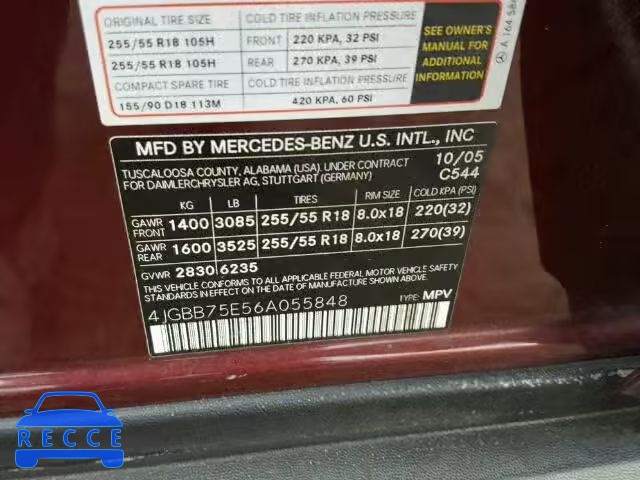 ORIGINAL TIRE SIZE
COLD TIRE INFLATION PRESSURE
255/55 R18 105H FRONT 220 KPA, 32 PSI
255/55 R18 105H REAR 270 KPA, 39 PSI
COMPACT SPARE TIRE COLD TIRE INFLATION PRESSURE
155/90 D18 113M 420 KPA, 60 PSI
SEE OWNER'S
MANUAL FOR
ADDITIONAL
INFORMATION
A 164 584
MFD BY MERCEDES-BENZ U.S. INTL., INC
TUSCALOOSA COUNTY, ALABAMA (USA), UNDER CONTRACT 10/05
FOR DAIMLERCHRYSLER AG, STUTTGART (GERMANY) C544
KG LB TIRES RIM SIZE COLD KPA (PSI)
GAWR FRONT 1400 3085 255/55 R18 8.0x18 220(32)
GAWR REAR 1600 3525 255/55 R18 8.0x18 270(39)
GVWR 2830 6235
THIS VEHICLE CONFORMS TO ALL APPLICABLE FEDERAL MOTOR VEHICLE SAFETY
STANDARDS IN EFFECT ON THE DATE OF MANUFACTURE SHOWN ABOVE.
4JGBB75E56A055848 TYPE: MPV
RECCE